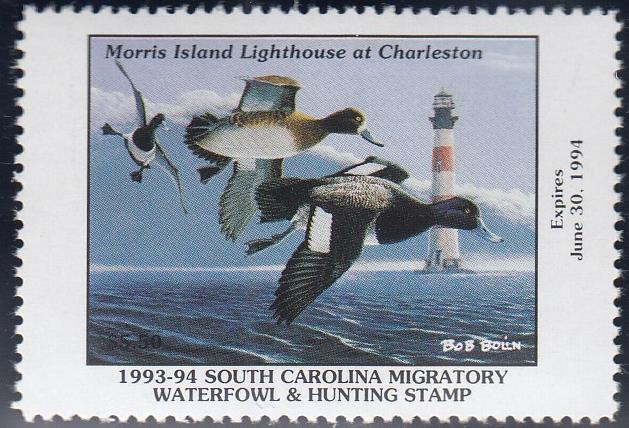 Morris Island Lighthouse at Charleston
Expires
June 30, 1994
$5.50
BOB BOLIN
1993-94 SOUTH CAROLINA MIGRATORY
WATERFOWL & HUNTING STAMP